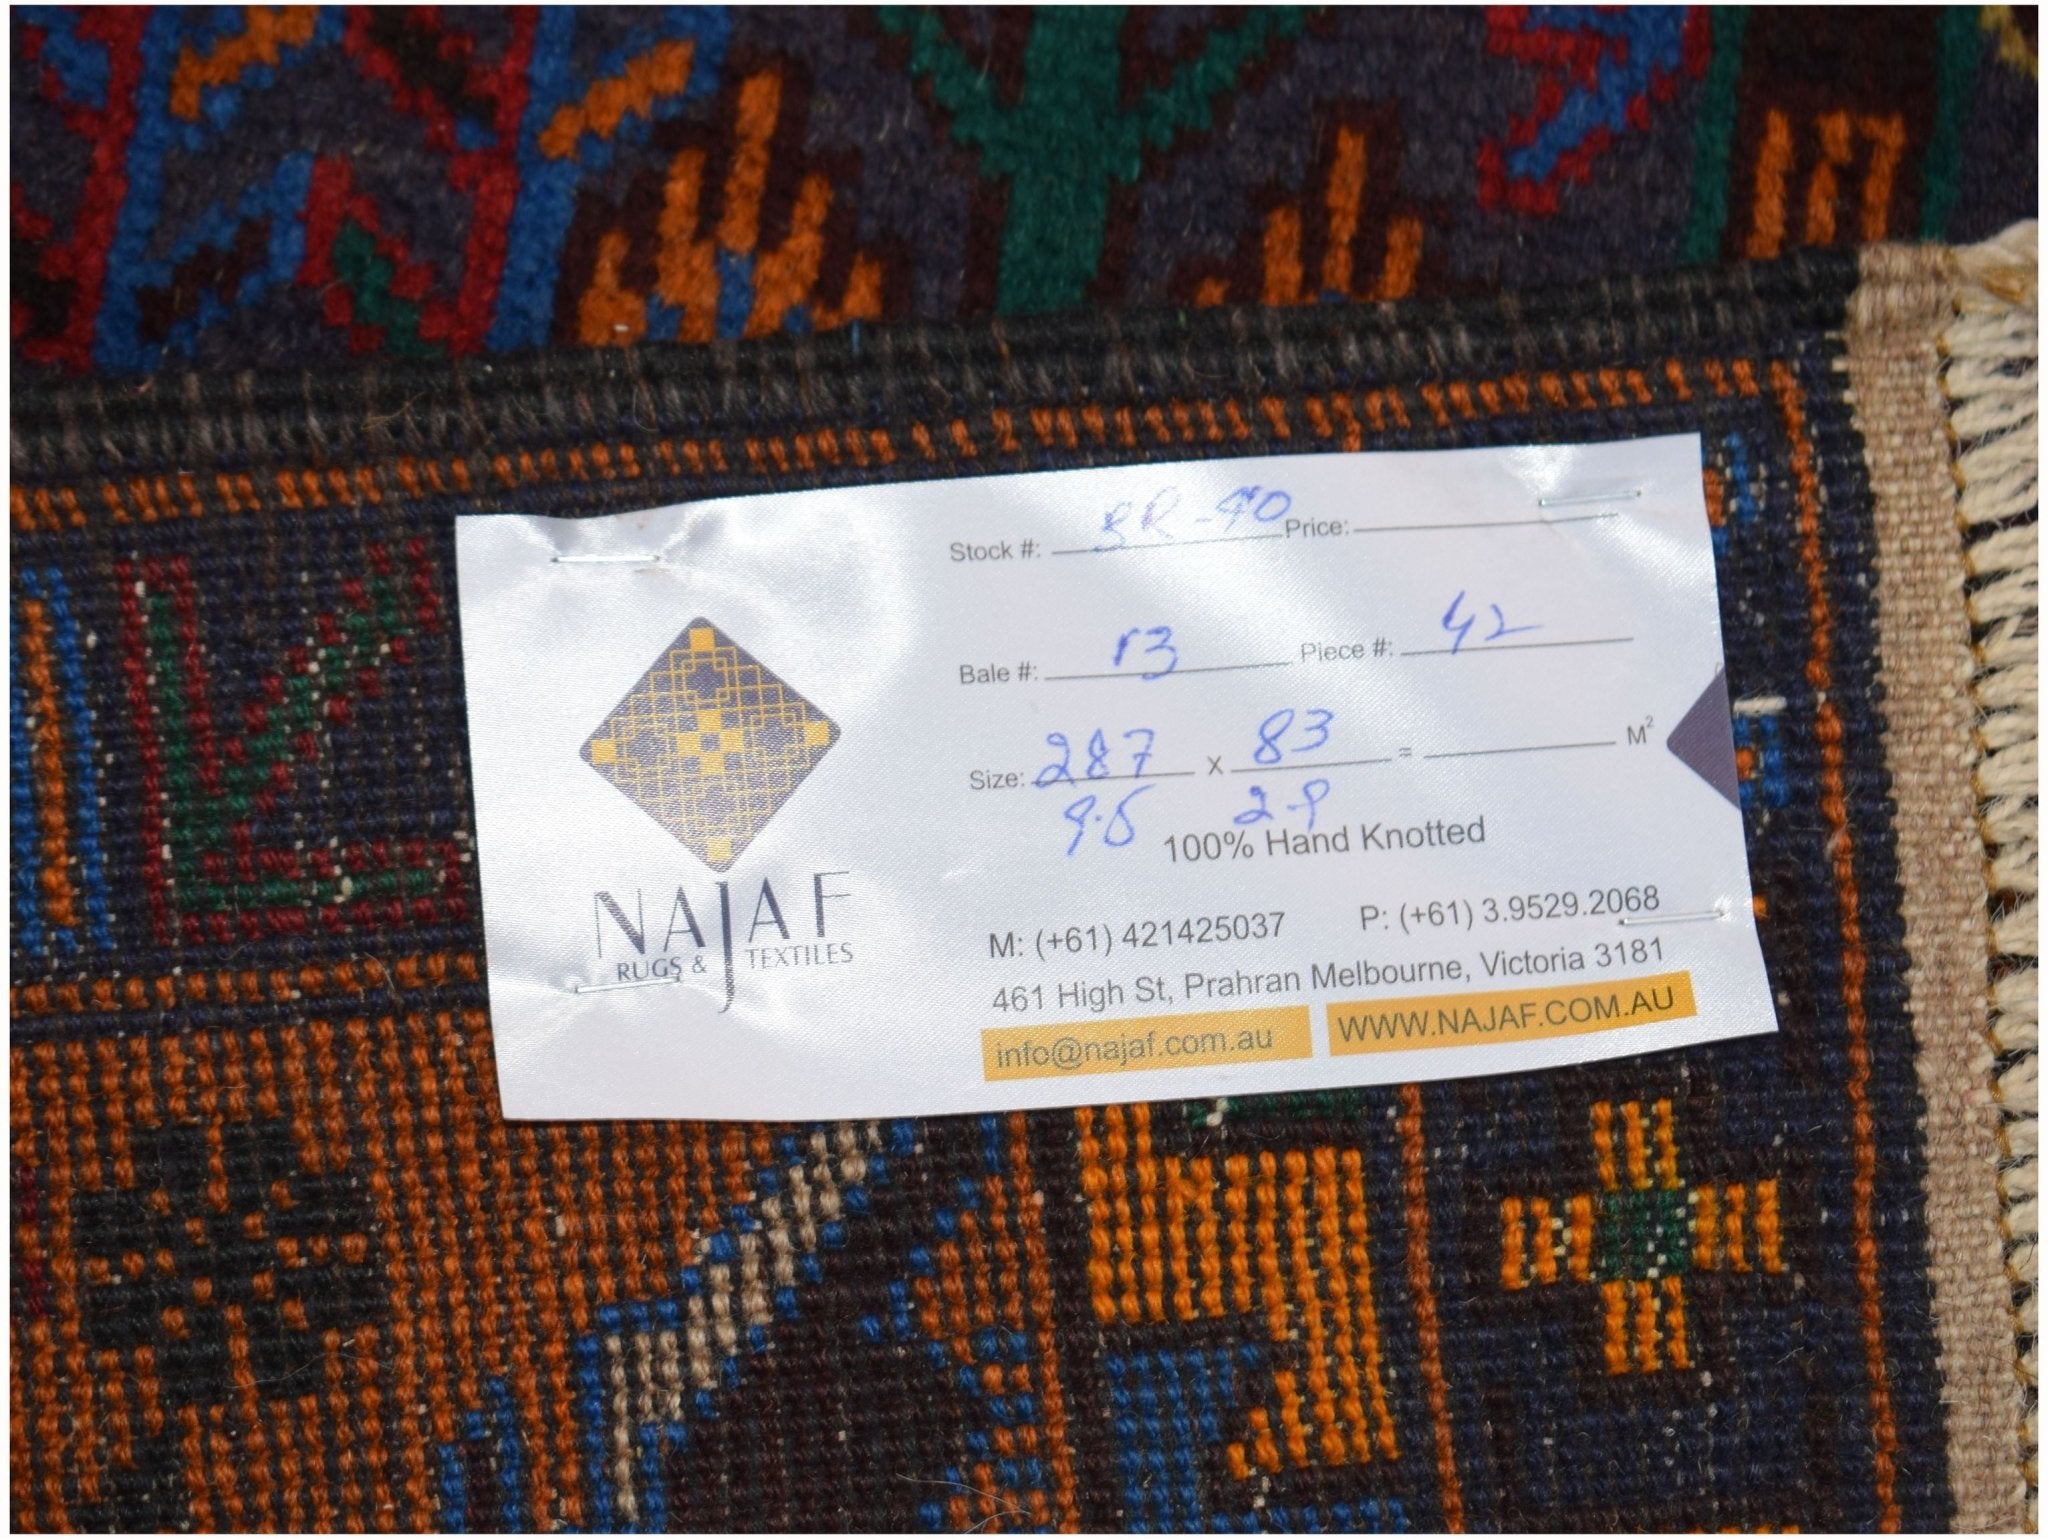 Stock #: BR-40 Price:
Bale #: 13 Piece #: 42
Size: 287 x 83 = M²
9.5 2.9
100% Hand Knotted
NAJAF
RUGS & TEXTILES
M: (+61) 421425037 P: (+61) 3.9529.2068
461 High St, Prahran Melbourne, Victoria 3181
info@najaf.com.au WWW.NAJAF.COM.AU